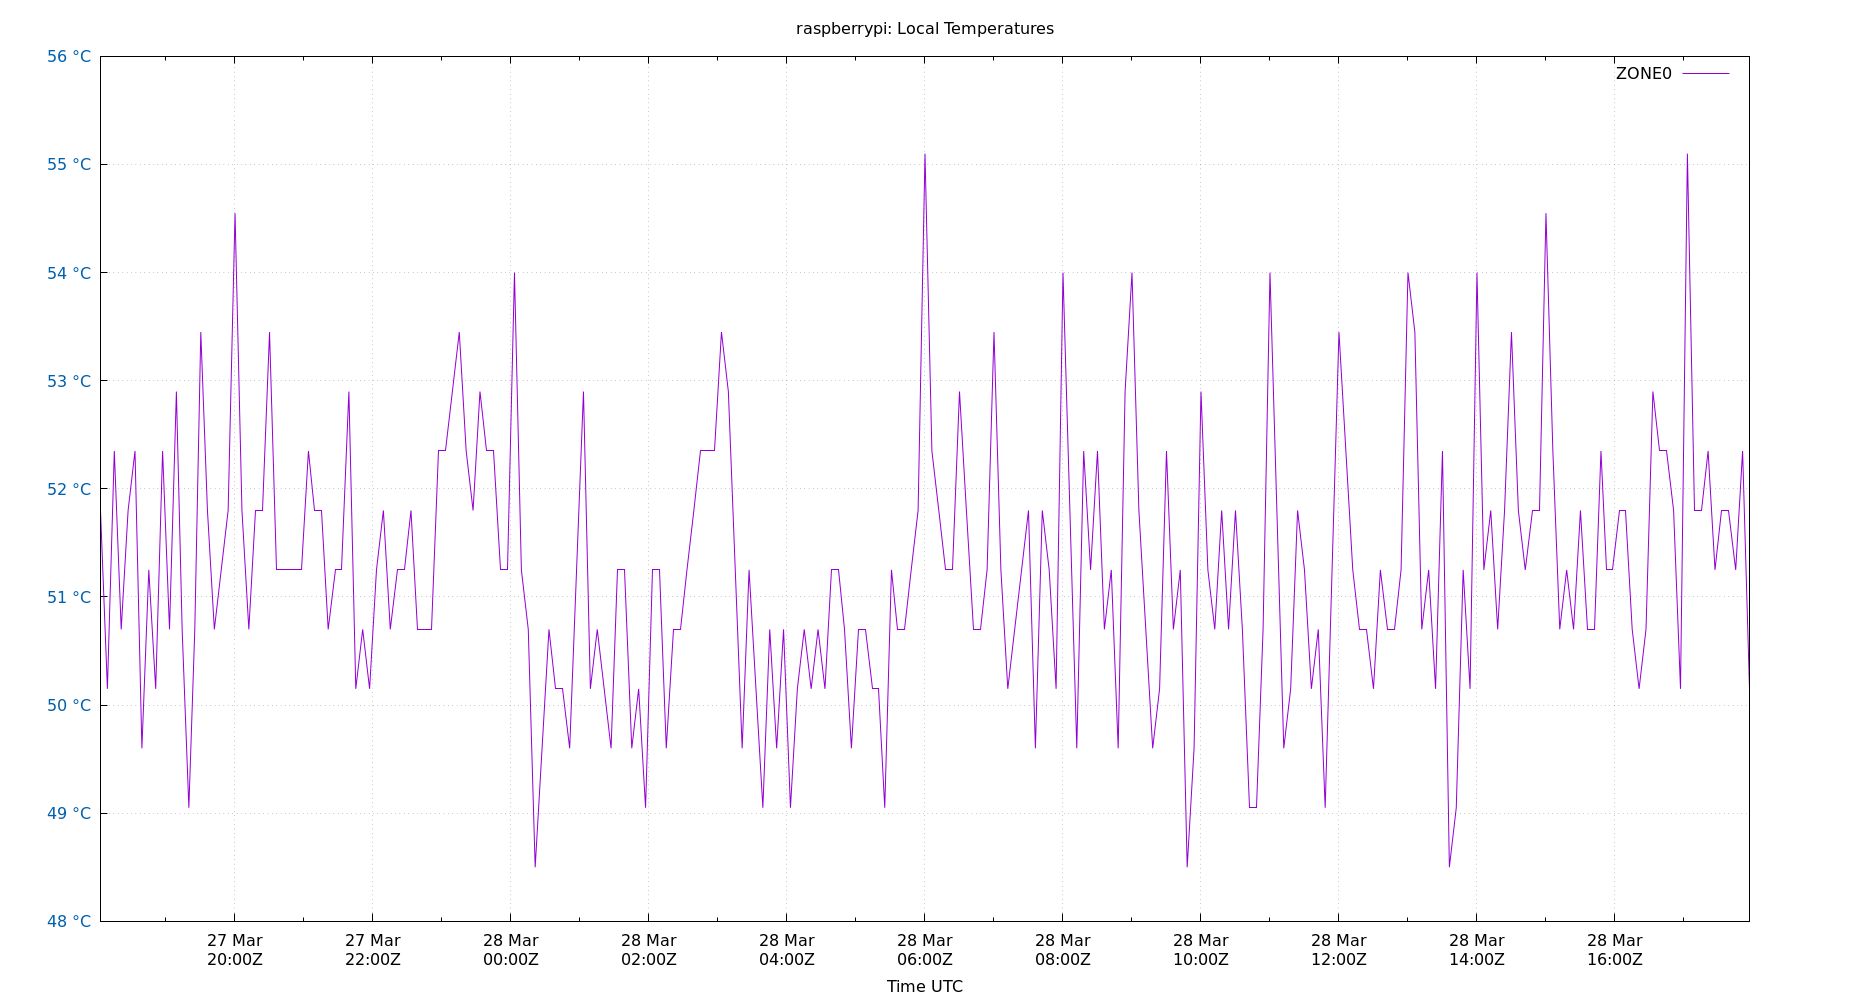 raspberrypi: Local Temperatures
56 °C
ZONE0
55 °C
54 °C
53 °C
52 °C
51 °C
50 °C
49 °C
48 °C
27 Mar 27 Mar 28 Mar 28 Mar 28 Mar 28 Mar 28 Mar 28 Mar 28 Mar 28 Mar 28 Mar
20:00Z 22:00Z 00:00Z 02:00Z 04:00Z 06:00Z 08:00Z 10:00Z 12:00Z 14:00Z 16:00Z
Time UTC